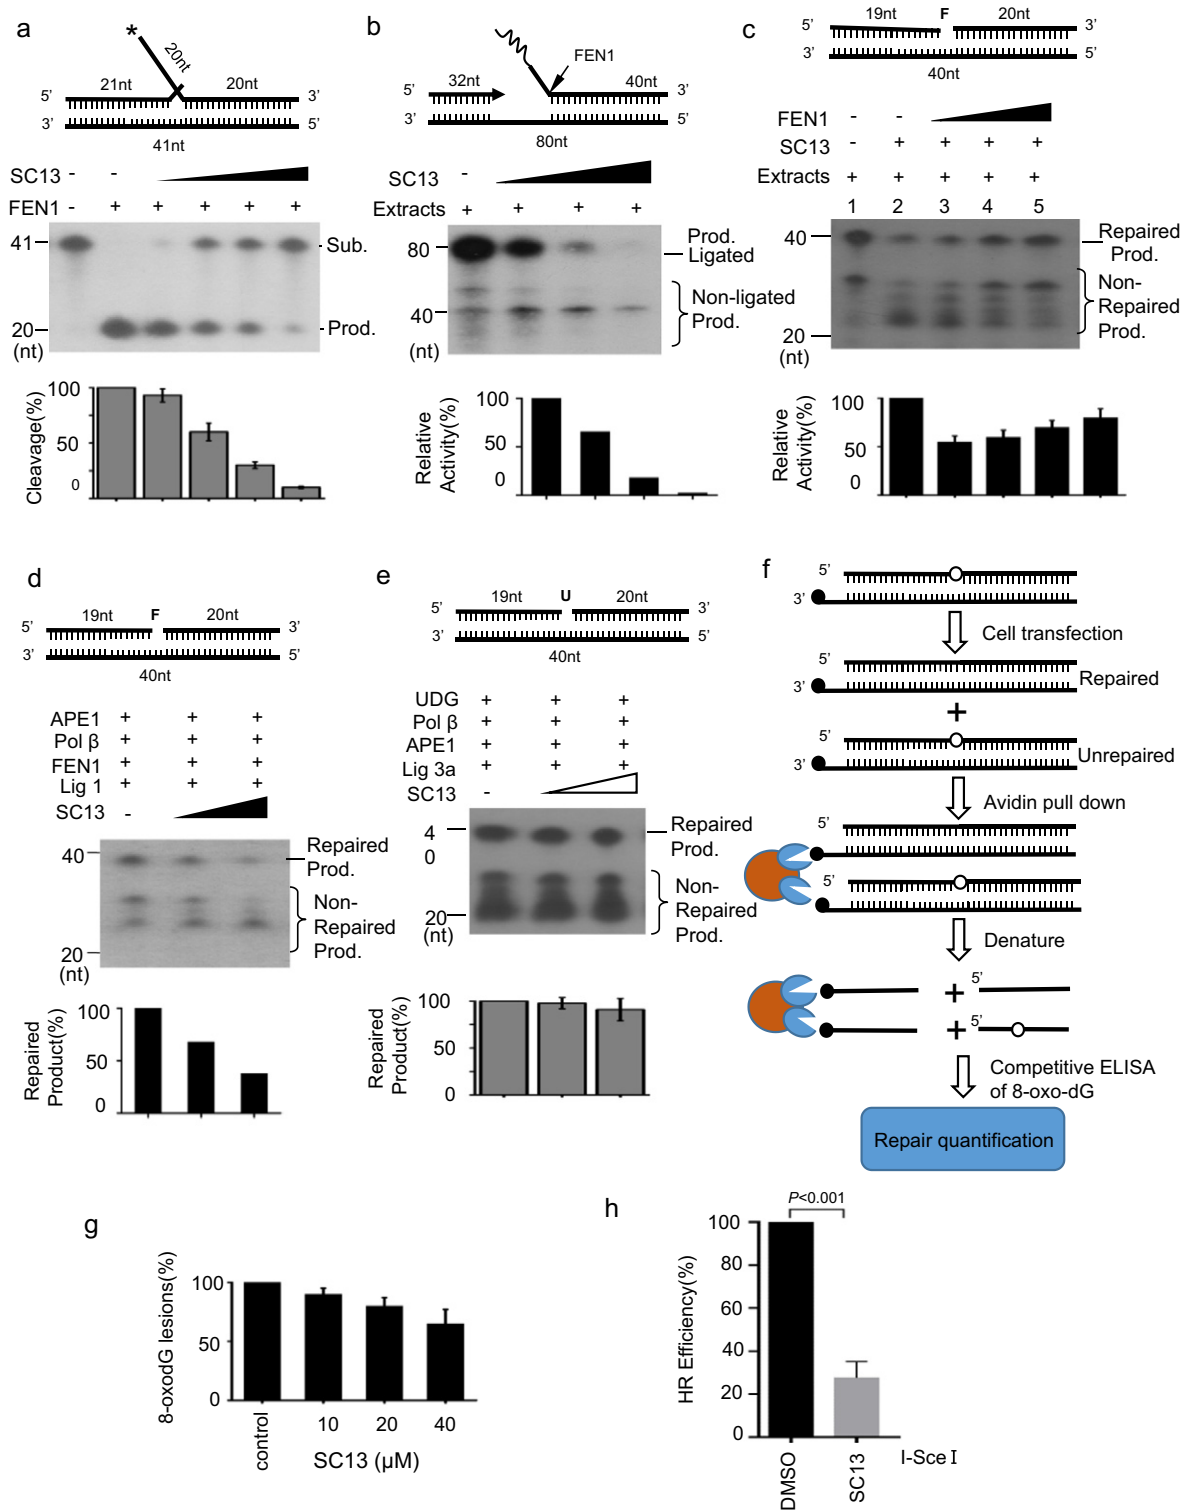 a
*
20nt
21nt
20nt
5’
3’
3’
5’
41nt
SC13 - -
FEN1 - + + + + +
41
Sub.
20
Prod.
(nt)
Cleavage(%)
100
50
0
b
FEN1
32nt
40nt
5’
3’
3’
5’
80nt
SC13 -
Extracts + + + +
80
Prod.
Ligated
40
Non-ligated
Prod.
(nt)
Relative
Activity(%)
100
50
0
c
19nt F 20nt
5’
3’
3’
5’
40nt
FEN1 - -
SC13 - + + + +
Extracts + + + + +
1 2 3 4 5
40
Repaired
Prod.
Non-
Repaired
Prod.
20
(nt)
Relative
Activity(%)
100
50
0
d
19nt F 20nt
5’
3’
3’
5’
40nt
APE1 + + +
Pol β + + +
FEN1 + + +
Lig 1 + + +
SC13 -
40
Repaired
Prod.
Non-
Repaired
Prod.
20
(nt)
Repaired
Product(%)
100
50
0
e
19nt U 20nt
5’
3’
3’
5’
40nt
UDG + + +
Pol β + + +
APE1 + + +
Lig 3a + + +
SC13 -
4
0
Repaired
Prod.
Non-
Repaired
Prod.
20
(nt)
Repaired
Product(%)
100
50
0
f
5’
3’
Cell transfection
5’
3’
Repaired
+
5’
3’
Unrepaired
Avidin pull down
5’
5’
Denature
+ 5’
+ 5’
Competitive ELISA
of 8-oxo-dG
Repair quantification
g
8-oxodG lesions(%)
100
50
0
control 10 20 40
SC13 (µM)
h
P<0.001
HR Efficiency(%)
100
80
60
40
20
0
DMSO SC13 I-Sce I